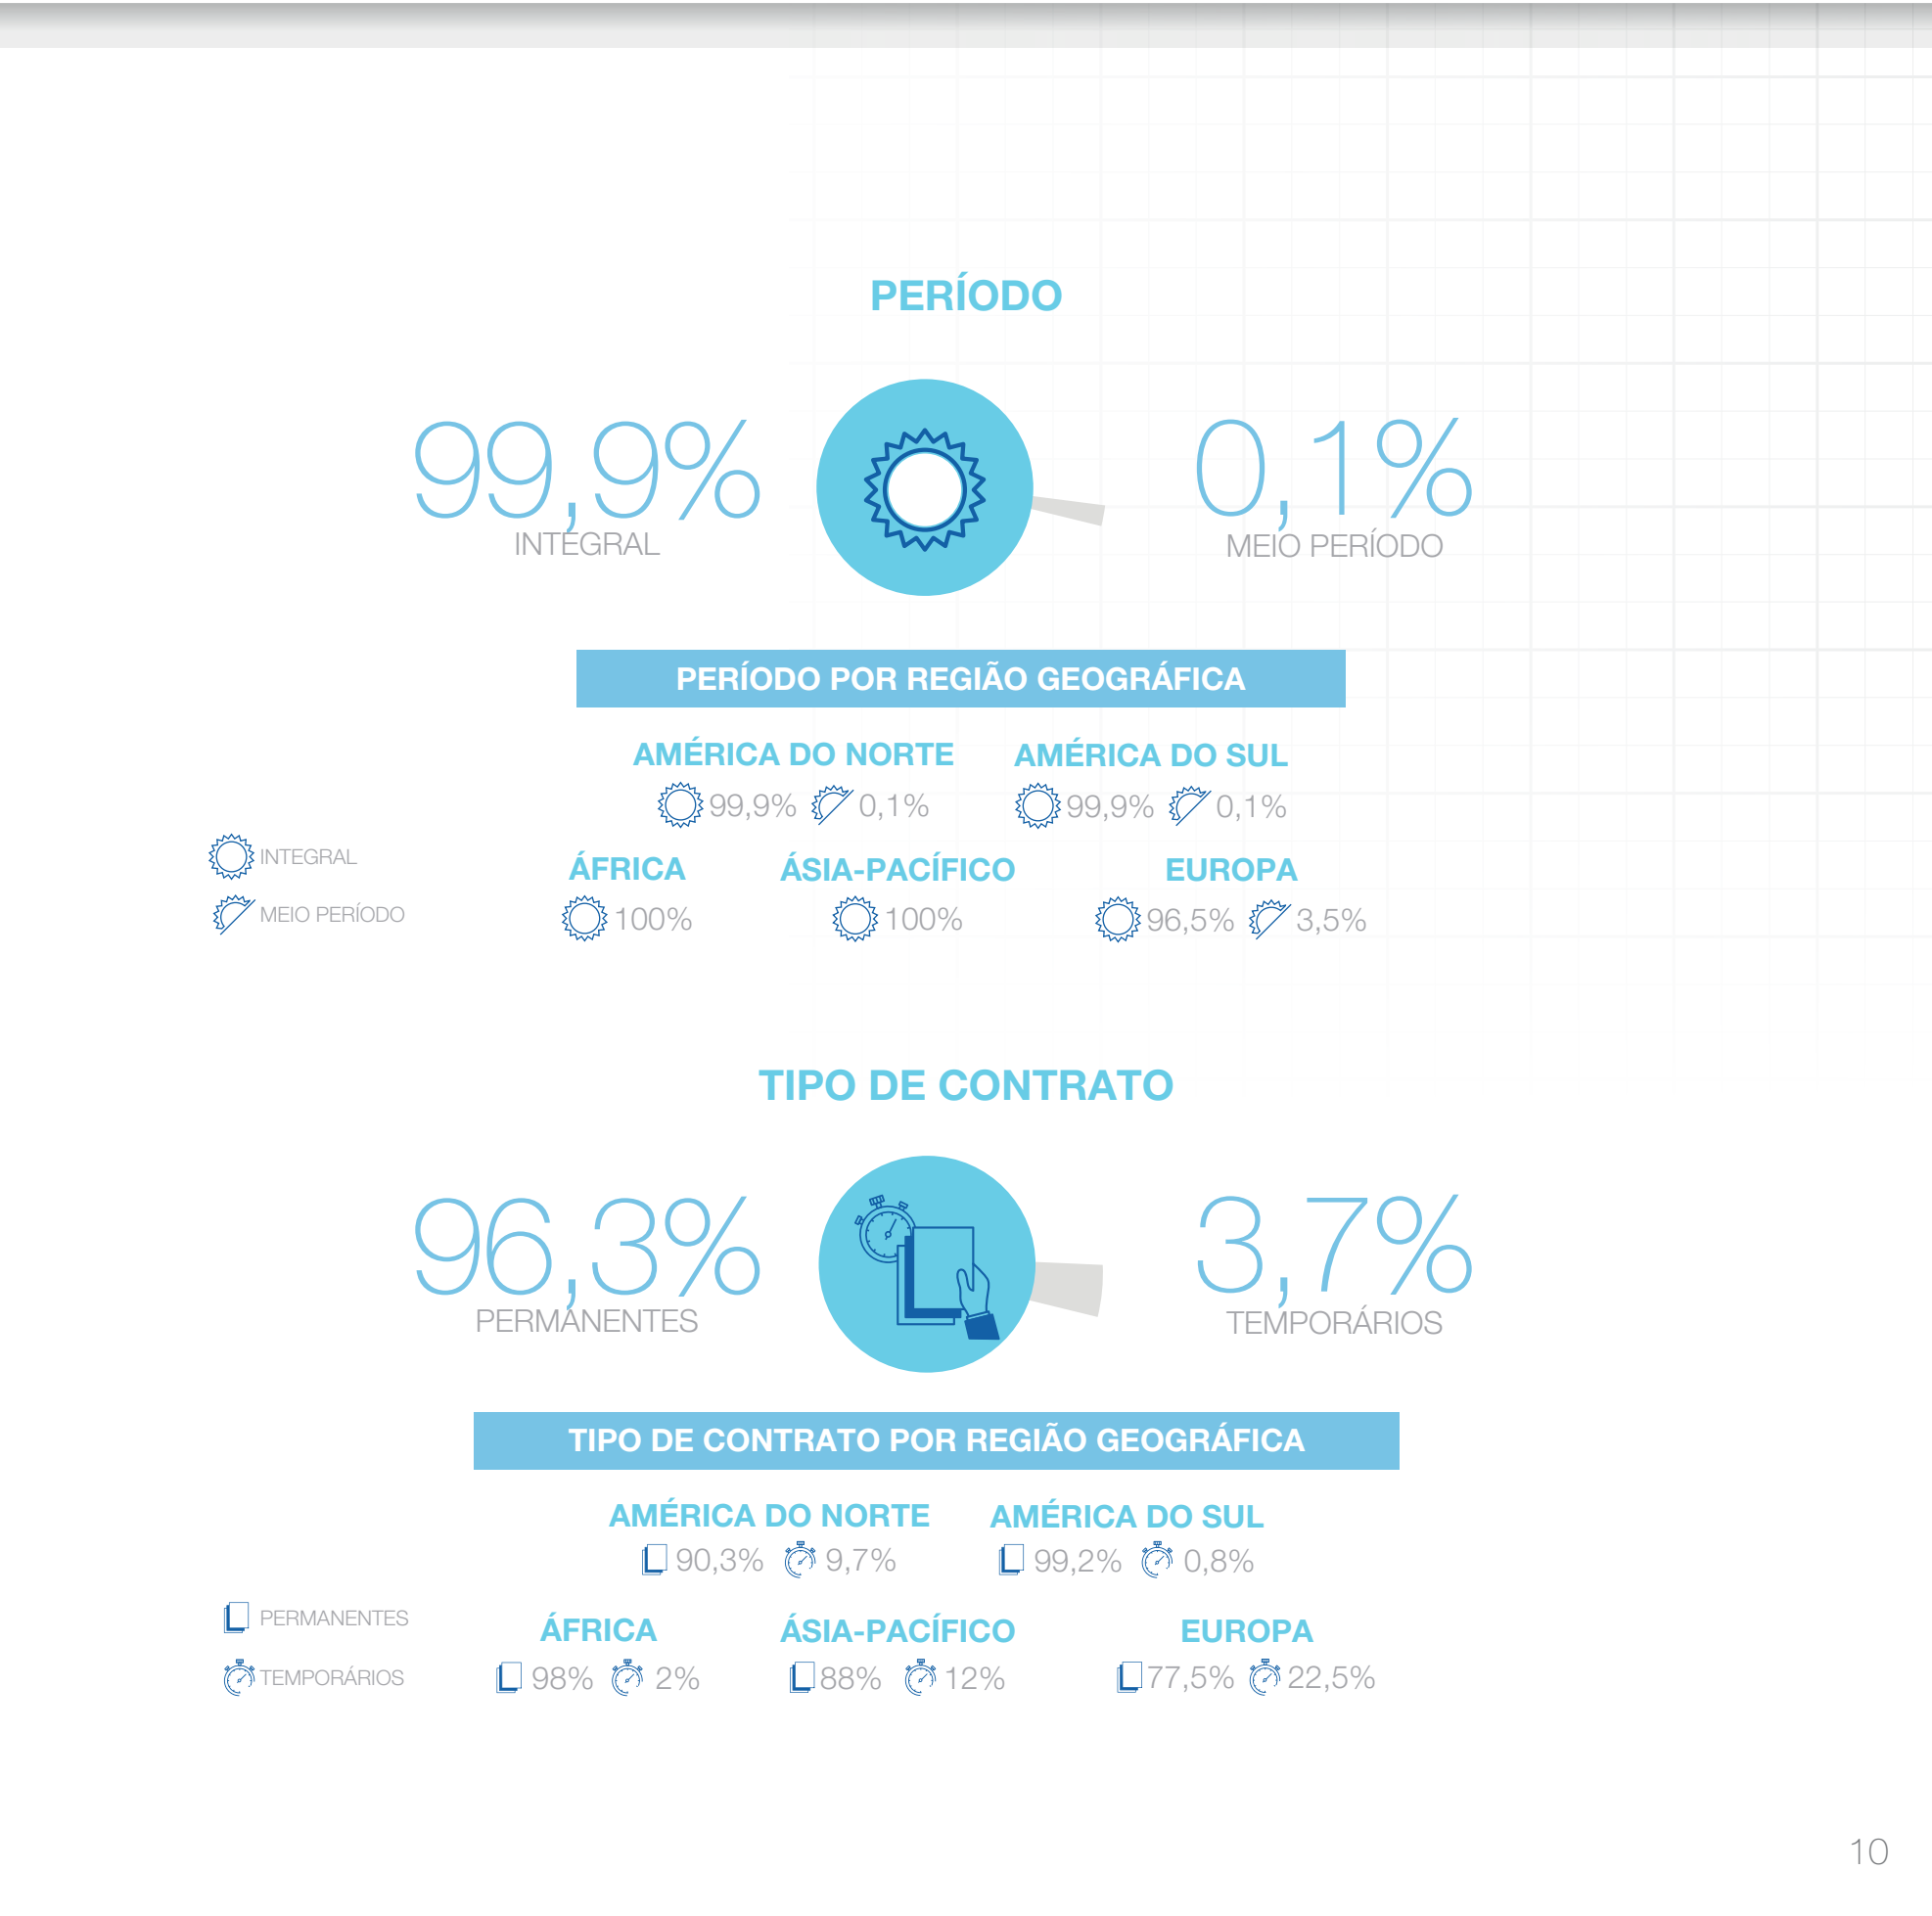 PERÍODO
99,9%
INTEGRAL
0,1%
MEIO PERÍODO
PERÍODO POR REGIÃO GEOGRÁFICA
AMÉRICA DO NORTE
99,9% 0,1%
AMÉRICA DO SUL
99,9% 0,1%
INTEGRAL
MEIO PERÍODO
ÁFRICA
100%
ÁSIA-PACÍFICO
100%
EUROPA
96,5% 3,5%
TIPO DE CONTRATO
96,3%
PERMANENTES
3,7%
TEMPORÁRIOS
TIPO DE CONTRATO POR REGIÃO GEOGRÁFICA
AMÉRICA DO NORTE
90,3% 9,7%
AMÉRICA DO SUL
99,2% 0,8%
PERMANENTES
TEMPORÁRIOS
ÁFRICA
98% 2%
ÁSIA-PACÍFICO
88% 12%
EUROPA
77,5% 22,5%
10